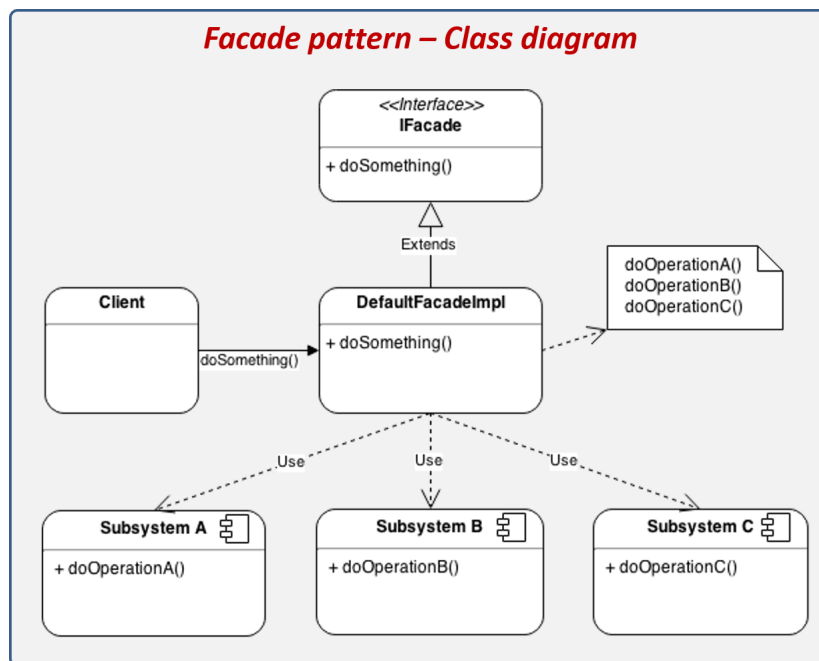 Facade pattern – Class diagram
<<Interface>>
IFacade
+ doSomething()
Extends
doOperationA()
doOperationB()
doOperationC()
Client
DefaultFacadeImpl
+ doSomething()
doSomething()
Use
Use
Use
Subsystem A
+ doOperationA()
Subsystem B
+ doOperationB()
Subsystem C
+ doOperationC()